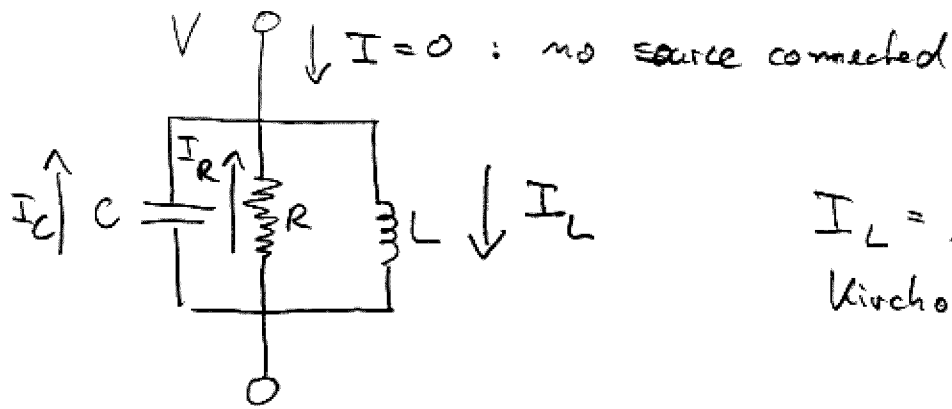 V I = 0 : no source connected
I_R
I_C C R L I_L
I_L =
Kircho